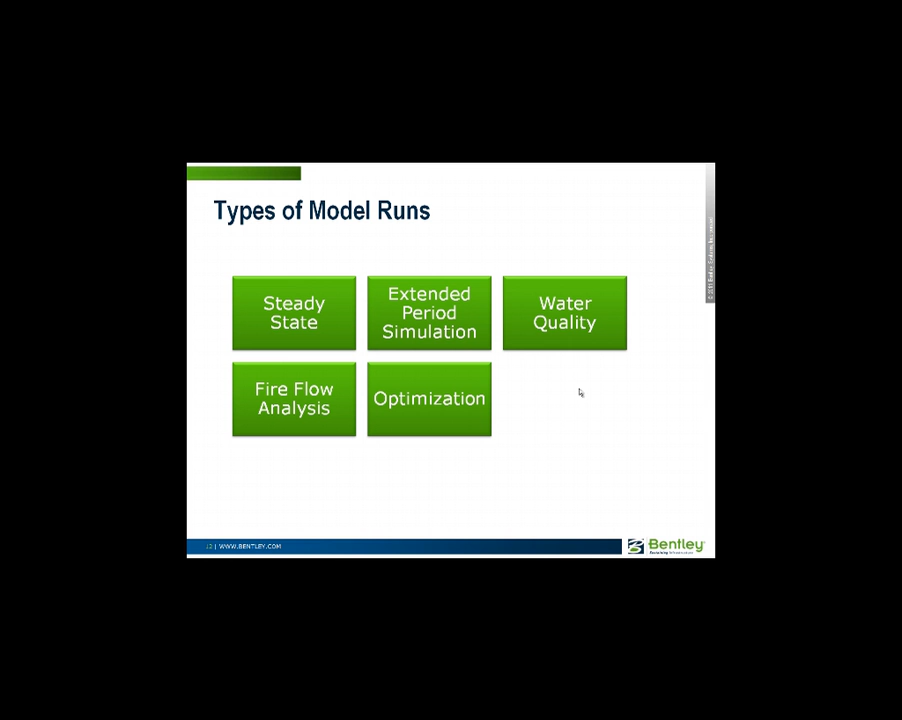 Types of Model Runs
Steady
State
Extended
Period
Simulation
Water
Quality
Fire Flow
Analysis
Optimization
12 | WWW.BENTLEY.COM
Bentley